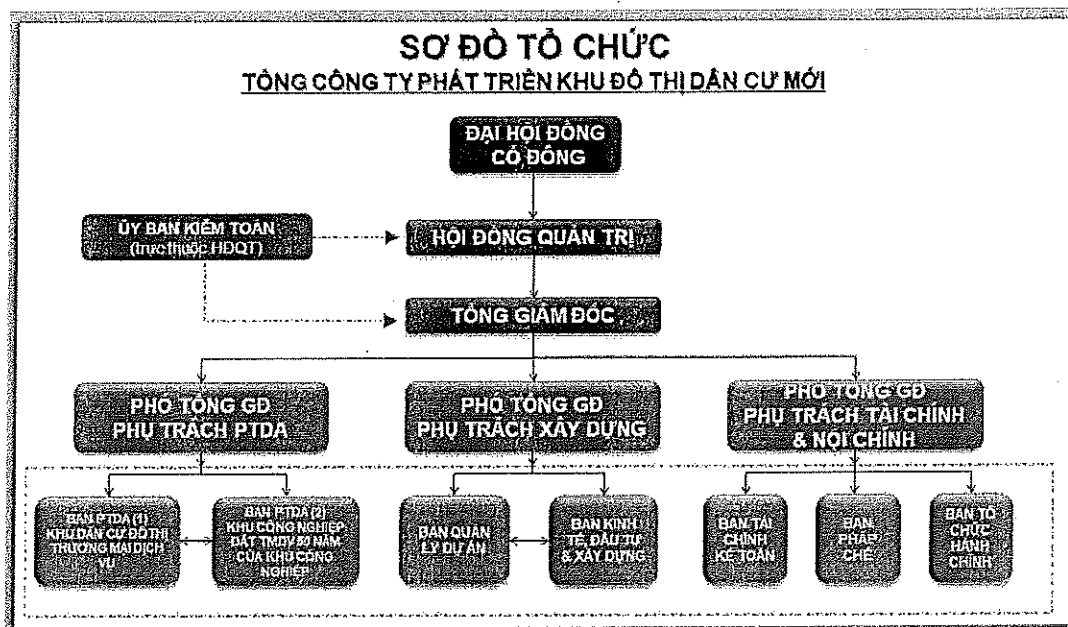 SƠ ĐỒ TỔ CHỨC
TỔNG CÔNG TY PHÁT TRIỂN KHU ĐÔ THỊ DÂN CƯ MỚI
ĐẠI HỘI ĐỒNG
CỔ ĐÔNG
ỦY BAN KIỂM TOÁN
(trực thuộc HĐQT)
HỘI ĐỒNG QUẢN TRỊ
TỔNG GIÁM ĐỐC
PHÓ TỔNG GĐ
PHỤ TRÁCH PTDA
PHÓ TỔNG GĐ
PHỤ TRÁCH XÂY DỰNG
PHÓ TỔNG GĐ
PHỤ TRÁCH TÀI CHÍNH
& NỘI CHÍNH
BAN PTDA (1)
KHU DÂN CƯ ĐÔ THỊ
THƯƠNG MẠI DỊCH
VỤ
BAN PTDA (2)
KHU CÔNG NGHIỆP
ĐẤT TMDV 50 NĂM
CỦA KHU CÔNG
NGHIỆP
BAN QUẢN
LÝ DỰ ÁN
BAN KINH
TẾ, ĐẦU TƯ
& XÂY DỰNG
BAN TÀI
CHÍNH
KẾ TOÁN
BAN
PHÁP
CHẾ
BAN TỔ
CHỨC
HÀNH
CHÍNH